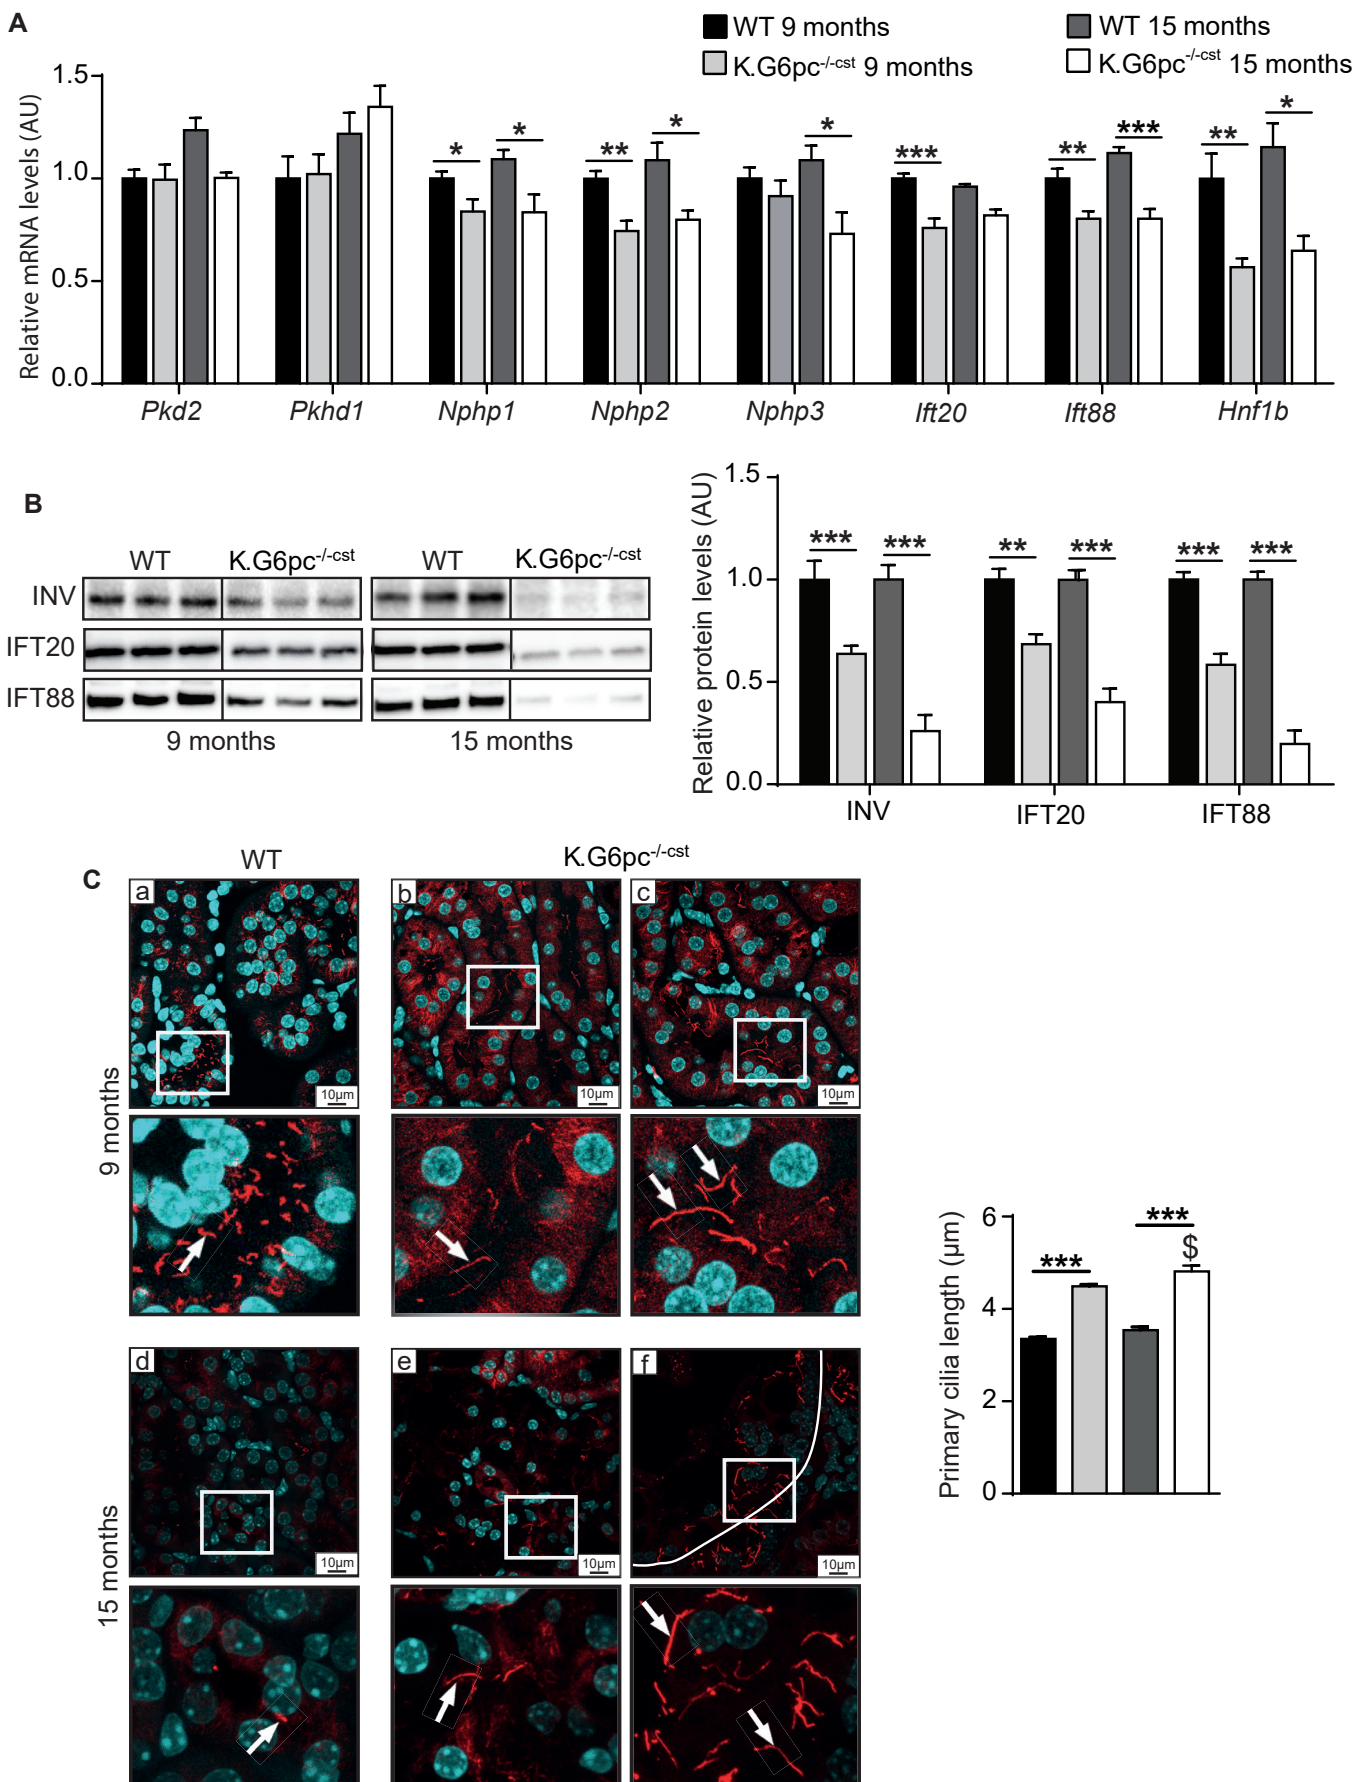 A
WT 9 months
WT 15 months
K.G6pc-/-cst 9 months
K.G6pc-/-cst 15 months
Relative mRNA levels (AU)
1.5
1.0
0.5
0.0
* * ** * * *** ** *** ** *
Pkd2 Pkhd1 Nphp1 Nphp2 Nphp3 Ift20 Ift88 Hnf1b
B
WT K.G6pc-/-cst WT K.G6pc-/-cst
INV
IFT20
IFT88
9 months 15 months
Relative protein levels (AU)
1.5
1.0
0.5
0.0
*** *** ** *** *** ***
INV IFT20 IFT88
C
WT K.G6pc-/-cst
9 months
a b c
10µm 10µm 10µm
15 months
d e f
10µm 10µm 10µm
Primary cilia length (µm)
6
4
2
0
*** ***
$